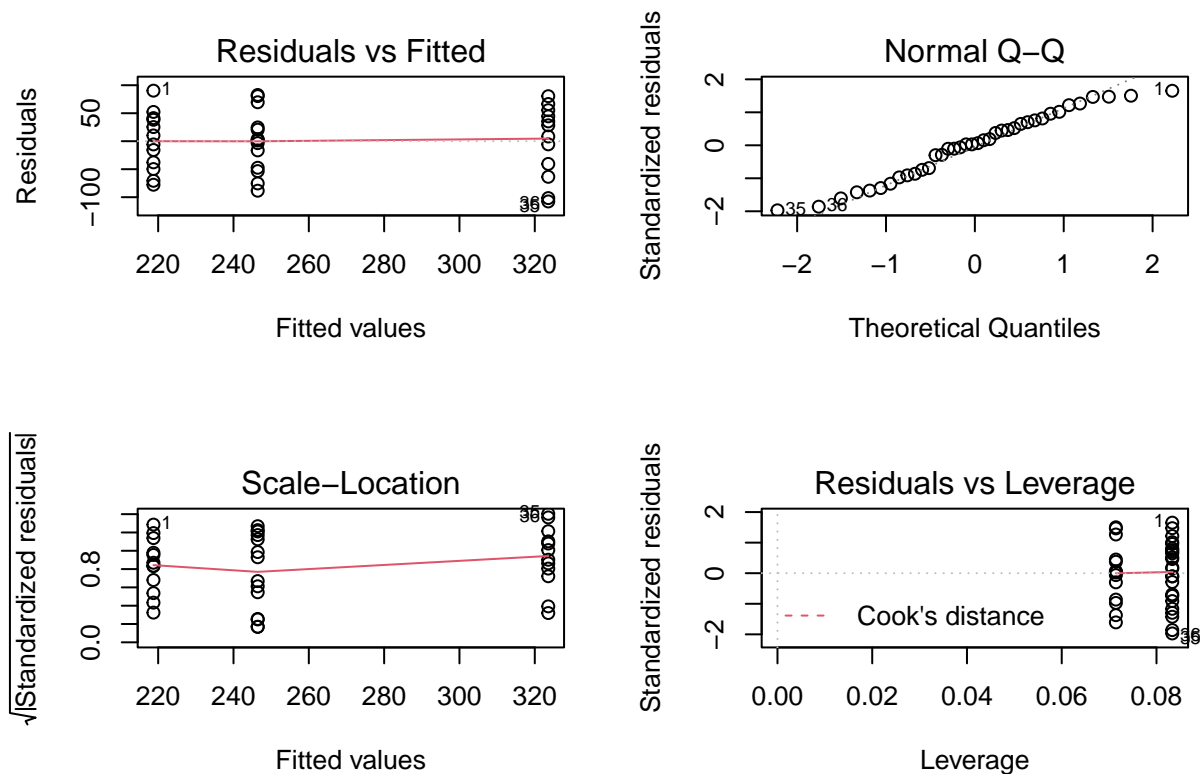 Residuals vs Fitted
Residuals
50
−100
1
36
35
220 240 260 280 300 320
Fitted values
Normal Q−Q
Standardized residuals
2
0
−2
1
35
36
−2 −1 0 1 2
Theoretical Quantiles
Scale−Location
√|Standardized residuals|
0.8
0.0
1
35
36
220 240 260 280 300 320
Fitted values
Residuals vs Leverage
Standardized residuals
2
0
−2
1
Cook's distance
36
0.00 0.02 0.04 0.06 0.08
Leverage